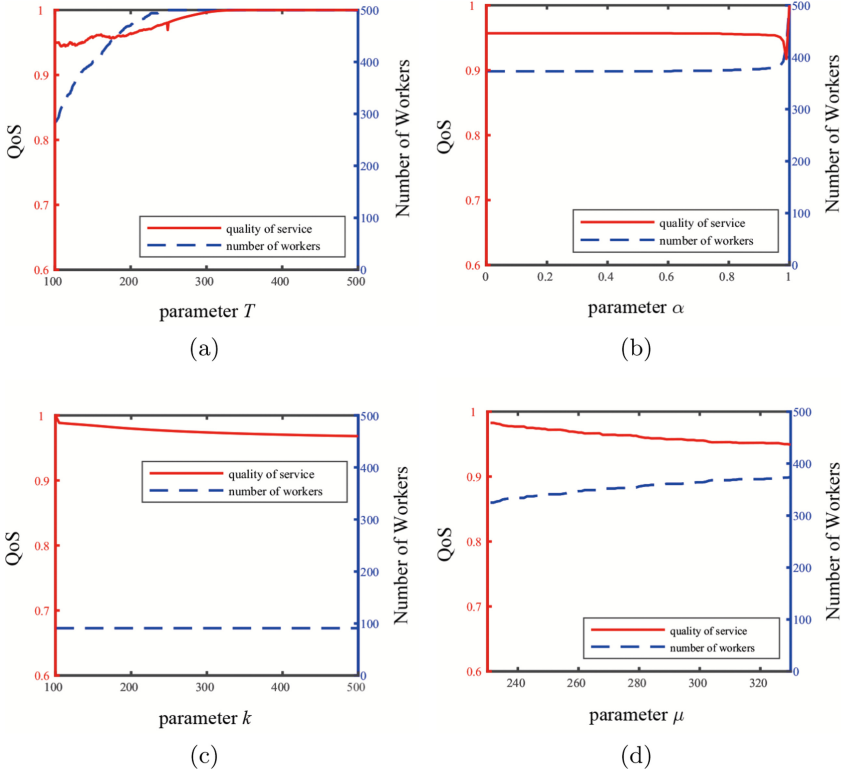 1
0.9
0.8
0.7
0.6
QoS
500
400
300
200
100
0
Number of Workers
quality of service
number of workers
100 200 300 400 500
parameter T
(a)
1
0.9
0.8
0.7
0.6
QoS
500
400
300
200
100
0
Number of Workers
quality of service
number of workers
0 0.2 0.4 0.6 0.8 1
parameter α
(b)
1
0.9
0.8
0.7
0.6
QoS
500
400
300
200
100
0
Number of Workers
quality of service
number of workers
100 200 300 400 500
parameter k
(c)
1
0.9
0.8
0.7
0.6
QoS
500
400
300
200
100
0
Number of Workers
quality of service
number of workers
240 260 280 300 320
parameter μ
(d)